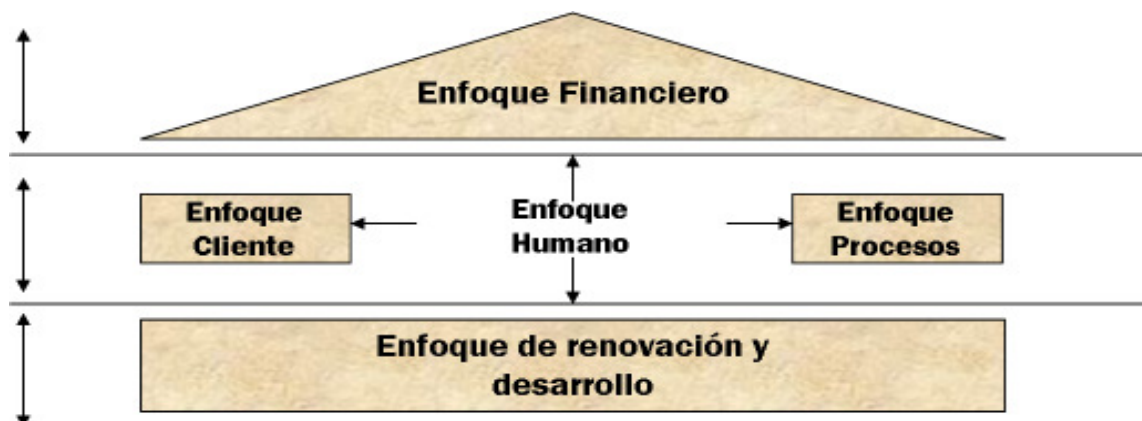 Enfoque Financiero
Enfoque
Cliente
Enfoque
Humano
Enfoque
Procesos
Enfoque de renovación y
desarrollo